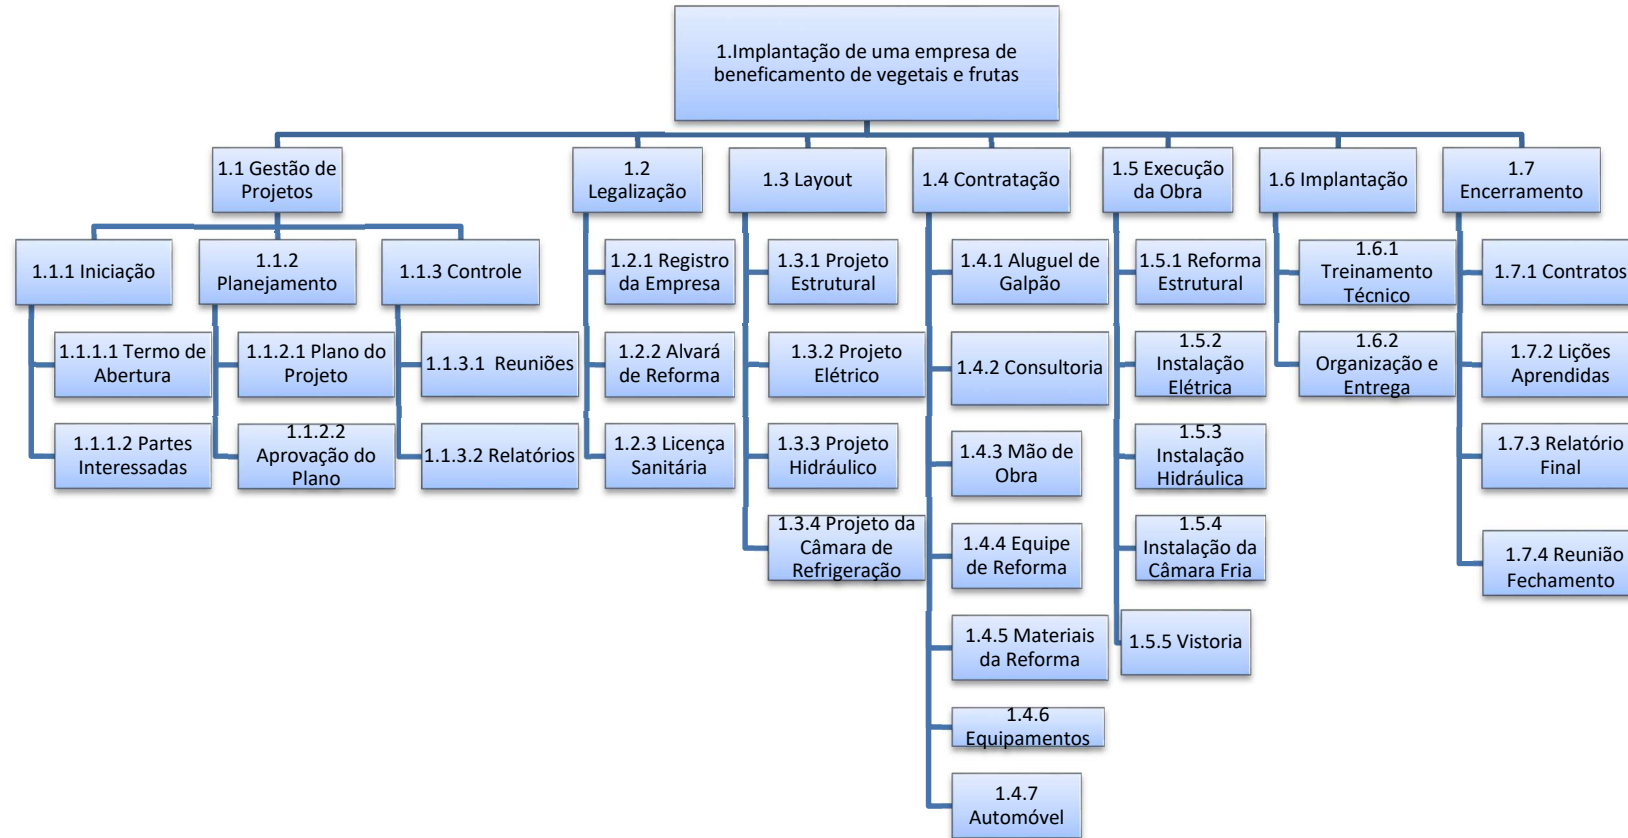 1.Implantação de uma empresa de
beneficamento de vegetais e frutas
1.1 Gestão de
Projetos
1.2
Legalização
1.3 Layout
1.4 Contratação
1.5 Execução
da Obra
1.6 Implantação
1.7
Encerramento
1.1.1 Iniciação
1.1.2
Planejamento
1.1.3 Controle
1.2.1 Registro
da Empresa
1.3.1 Projeto
Estrutural
1.4.1 Aluguel de
Galpão
1.5.1 Reforma
Estrutural
1.6.1
Treinamento
Técnico
1.7.1 Contratos
1.1.1.1 Termo de
Abertura
1.1.2.1 Plano do
Projeto
1.1.3.1 Reuniões
1.2.2 Alvará
de Reforma
1.3.2 Projeto
Elétrico
1.4.2 Consultoria
1.5.2
Instalação
Elétrica
1.6.2
Organização e
Entrega
1.7.2 Lições
Aprendidas
1.1.1.2 Partes
Interessadas
1.1.2.2
Aprovação do
Plano
1.1.3.2 Relatórios
1.2.3 Licença
Sanitária
1.3.3 Projeto
Hidráulico
1.4.3 Mão de
Obra
1.5.3
Instalação
Hidráulica
1.7.3 Relatório
Final
1.3.4 Projeto da
Câmara de
Refrigeração
1.4.4 Equipe
de Reforma
1.5.4
Instalação da
Câmara Fria
1.7.4 Reunião
Fechamento
1.4.5 Materiais
da Reforma
1.5.5 Vistoria
1.4.6
Equipamentos
1.4.7
Automóvel